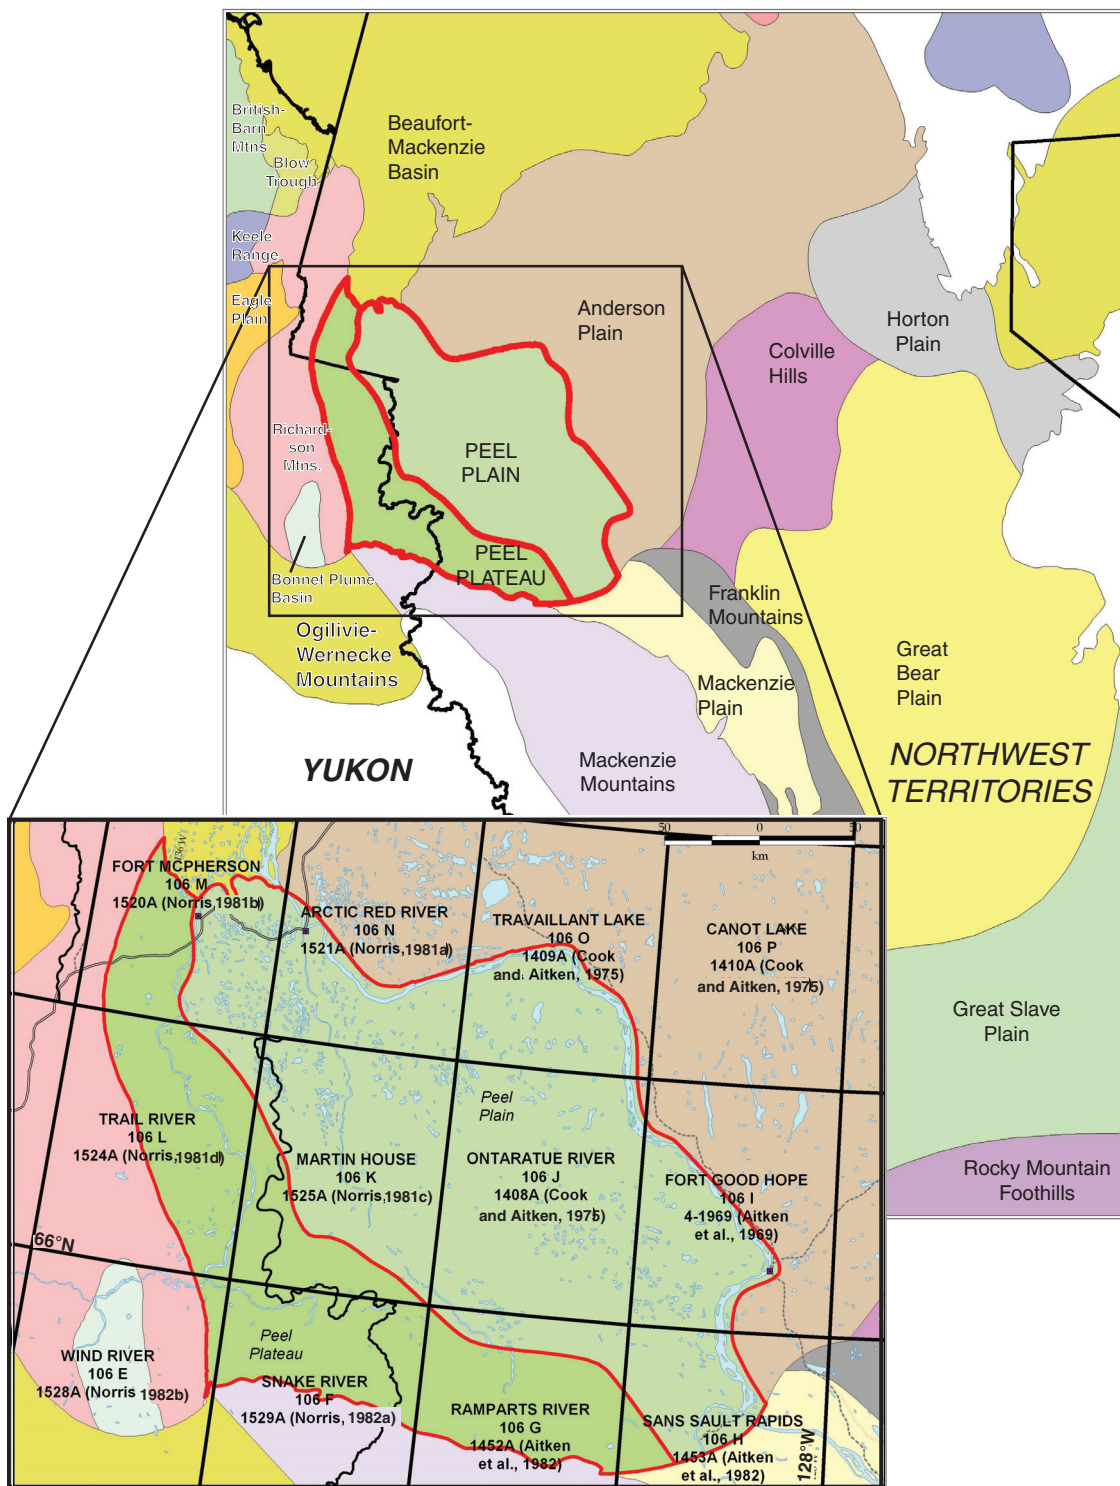 British-
Barn
Mtns
Blow
Trough
Beaufort-
Mackenzie
Basin
Keele
Range
Eagle
Plain
Anderson
Plain
Horton
Plain
Colville
Hills
Richard-
son
Mtns.
PEEL
PLAIN
PEEL
PLATEAU
Bonnet Plume
Basin
Franklin
Mountains
Ogilivie-
Wernecke
Mountains
Great
Bear
Plain
Mackenzie
Plain
Mackenzie
Mountains
YUKON
NORTHWEST
TERRITORIES
Great Slave
Plain
Rocky Mountain
Foothills
50 0 50
km
FORT MCPHERSON
106 M
1520A (Norris, 1981b)
ARCTIC RED RIVER
106 N
1521A (Norris, 1981a)
TRAVAILLANT LAKE
106 O
1409A (Cook
and Aitken, 1975)
CANOT LAKE
106 P
1410A (Cook
and Aitken, 1975)
TRAIL RIVER
106 L
1524A (Norris, 1981d)
Peel
Plain
MARTIN HOUSE
106 K
1525A (Norris, 1981c)
ONTARATUE RIVER
106 J
1408A (Cook
and Aitken, 1975)
FORT GOOD HOPE
106 I
4-1969 (Aitken
et al., 1969)
66°N
Peel
Plateau
WIND RIVER
106 E
1528A (Norris 1982b)
SNAKE RIVER
106 F
1529A (Norris, 1982a)
RAMPARTS RIVER
106 G
1452A (Aitken
et al., 1982)
SANS SAULT RAPIDS
106 H
1453A (Aitken
et al., 1982)
128°W